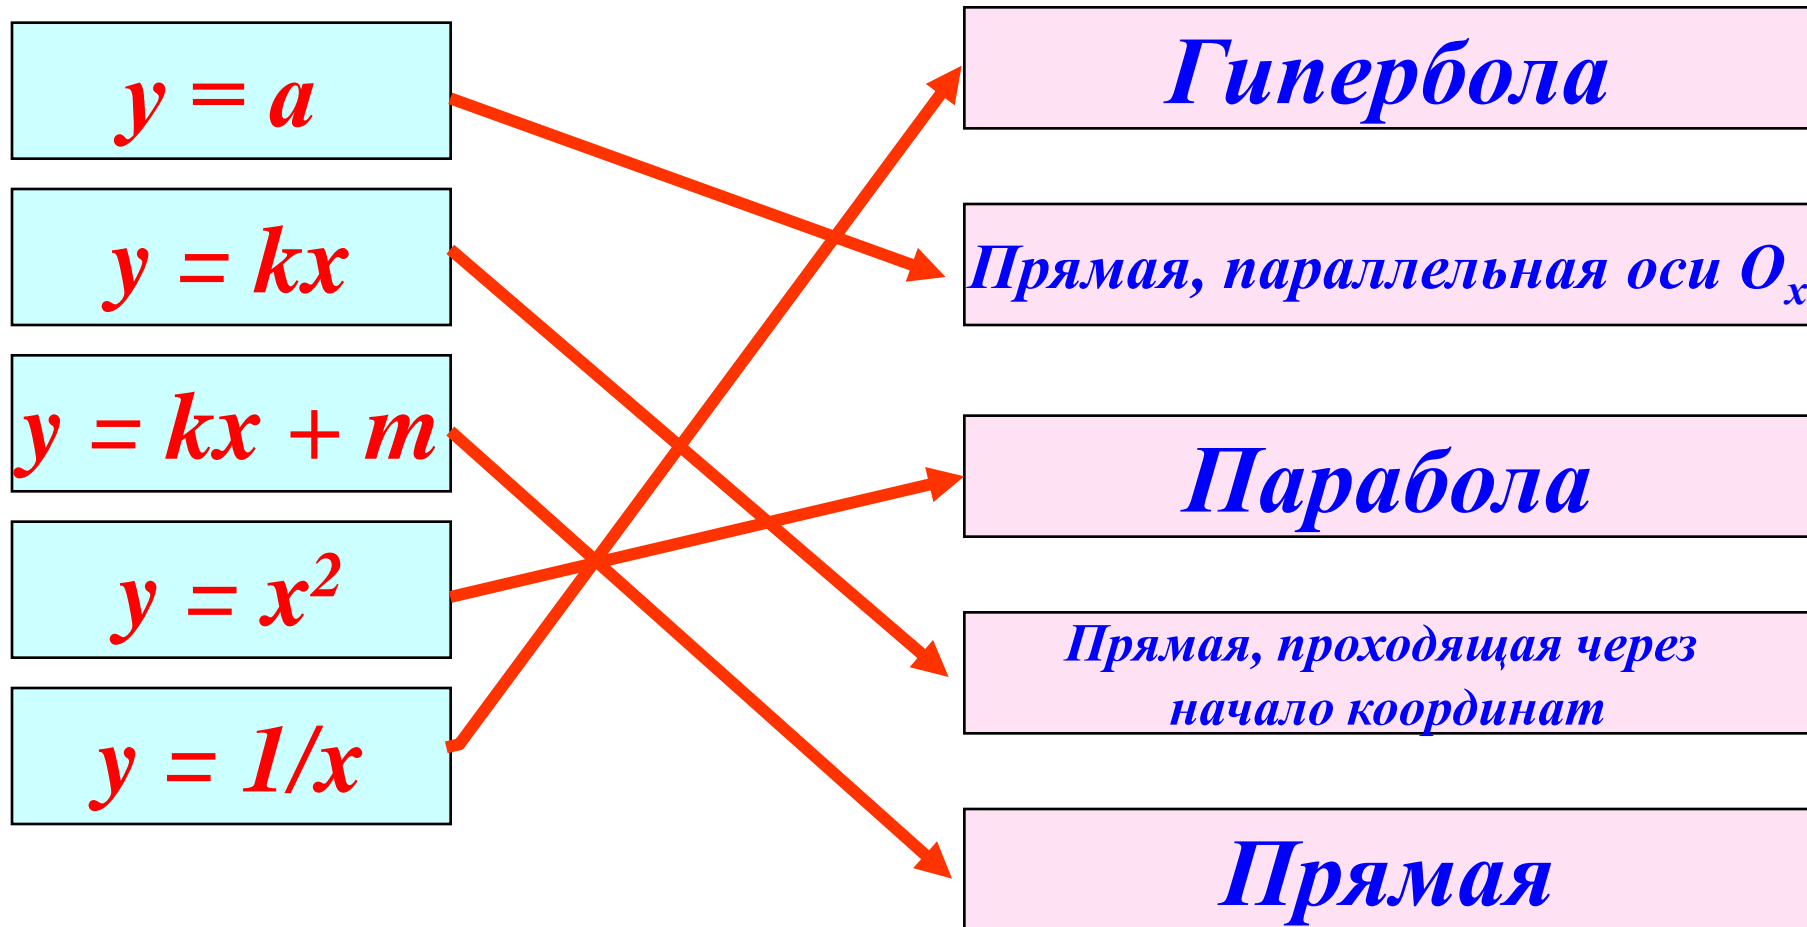 y = a
y = kx
y = kx + m
y = x²
y = 1/x
Гипербола
Прямая, параллельная оси Oₓ
Парабола
Прямая, проходящая через
начало координат
Прямая